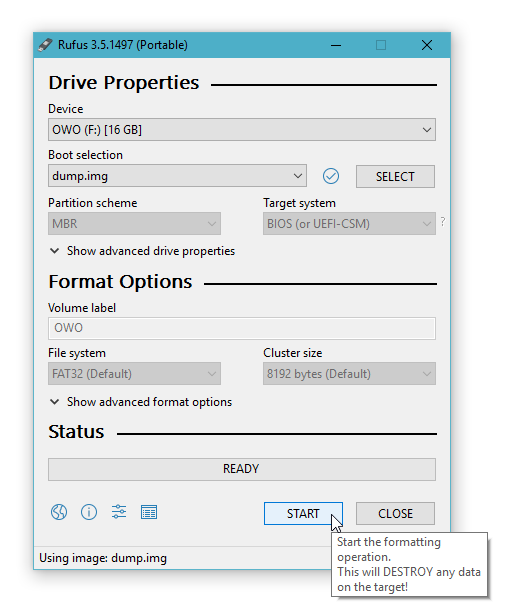 Rufus 3.5.1497 (Portable)
Drive Properties
Device
OWO (F:) [16 GB]
Boot selection
dump.img
SELECT
Partition scheme
Target system
MBR
BIOS (or UEFI-CSM)
?
Show advanced drive properties
Format Options
Volume label
OWO
File system
Cluster size
FAT32 (Default)
8192 bytes (Default)
Show advanced format options
Status
READY
START
CLOSE
Start the formatting
operation.
This will DESTROY any data
on the target!
Using image: dump.img